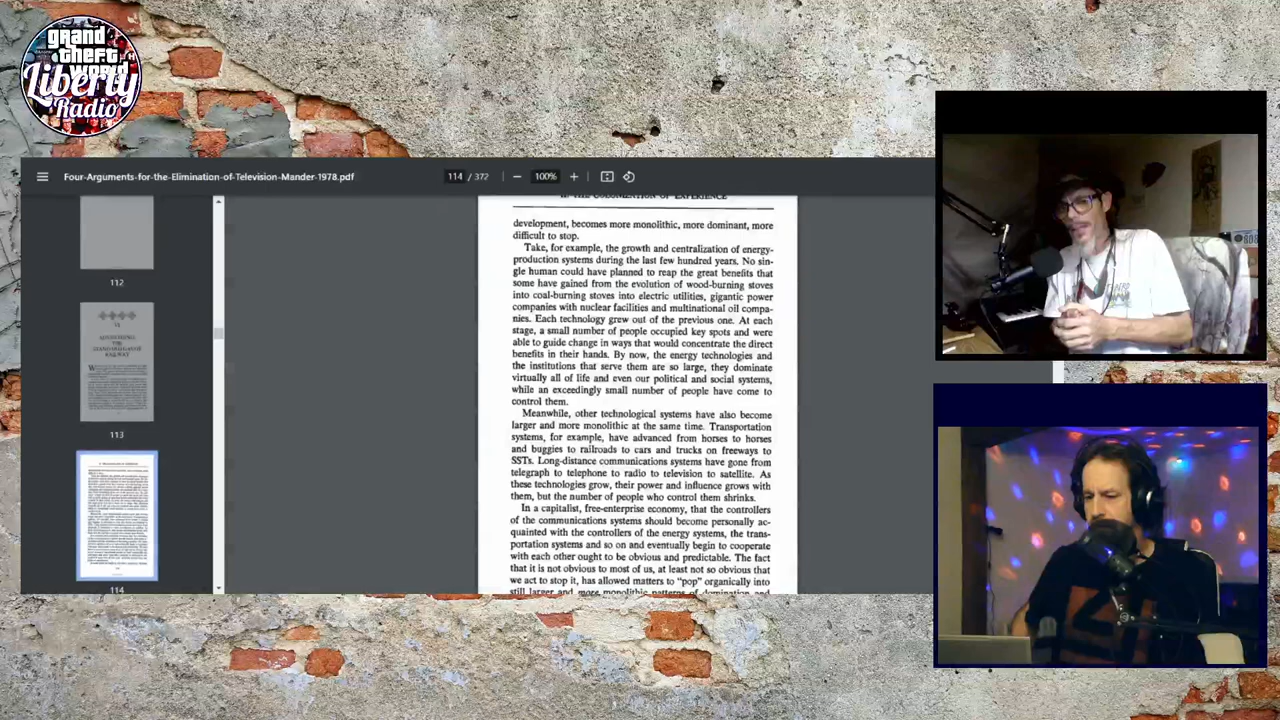 grand
theft
world
Liberty
Radio
Four-Arguments-for-the-Elimination-of-Television-Mander-1978.pdf
114 / 372
100%
112
113
114
II. THE COLONIZATION OF EXPERIENCE
development, becomes more monolithic, more dominant, more
difficult to stop.
Take, for example, the growth and centralization of energy-
production systems during the last few hundred years. No sin-
gle human could have planned to reap the great benefits that
some have gained from the evolution of wood-burning stoves
into coal-burning stoves into electric utilities, gigantic power
companies with nuclear facilities and multinational oil compa-
nies. Each technology grew out of the previous one. At each
stage, a small number of people occupied key spots and were
able to guide change in ways that would concentrate the direct
benefits in their hands. By now, the energy technologies and
the institutions that serve them are so large, they dominate
virtually all of life and even our political and social systems,
while an exceedingly small number of people have come to
control them.
Meanwhile, other technological systems have also become
larger and more monolithic at the same time. Transportation
systems, for example, have advanced from horses to horses
and buggies to railroads to cars and trucks on freeways to
SSTs. Long-distance communications systems have gone from
telegraph to telephone to radio to television to satellite. As
these technologies grow, their power and influence grows with
them, but the number of people who control them shrinks.
In a capitalist, free-enterprise economy, that the controllers
of the communications systems should become personally ac-
quainted with the controllers of the energy systems, the trans-
portation systems and so on and eventually begin to cooperate
with each other ought to be obvious and predictable. The fact
that it is not obvious to most of us, at least not so obvious that
we act to stop it, has allowed matters to "pop" organically into
still larger and more monolithic patterns of domination and